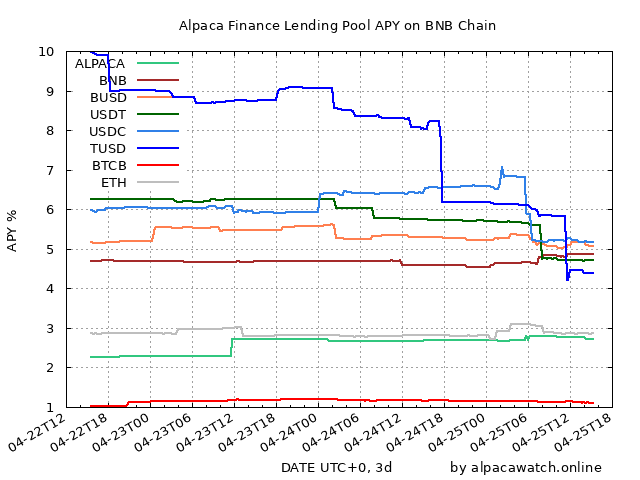 Alpaca Finance Lending Pool APY on BNB Chain
10
9
8
7
6
5
4
3
2
1
APY %
ALPACA
BNB
BUSD
USDT
USDC
TUSD
BTCB
ETH
04-22T12
04-22T18
04-23T00
04-23T06
04-23T12
04-23T18
04-24T00
04-24T06
04-24T12
04-24T18
04-25T00
04-25T06
04-25T12
04-25T18
DATE UTC+0, 3d
by alpacawatch.online